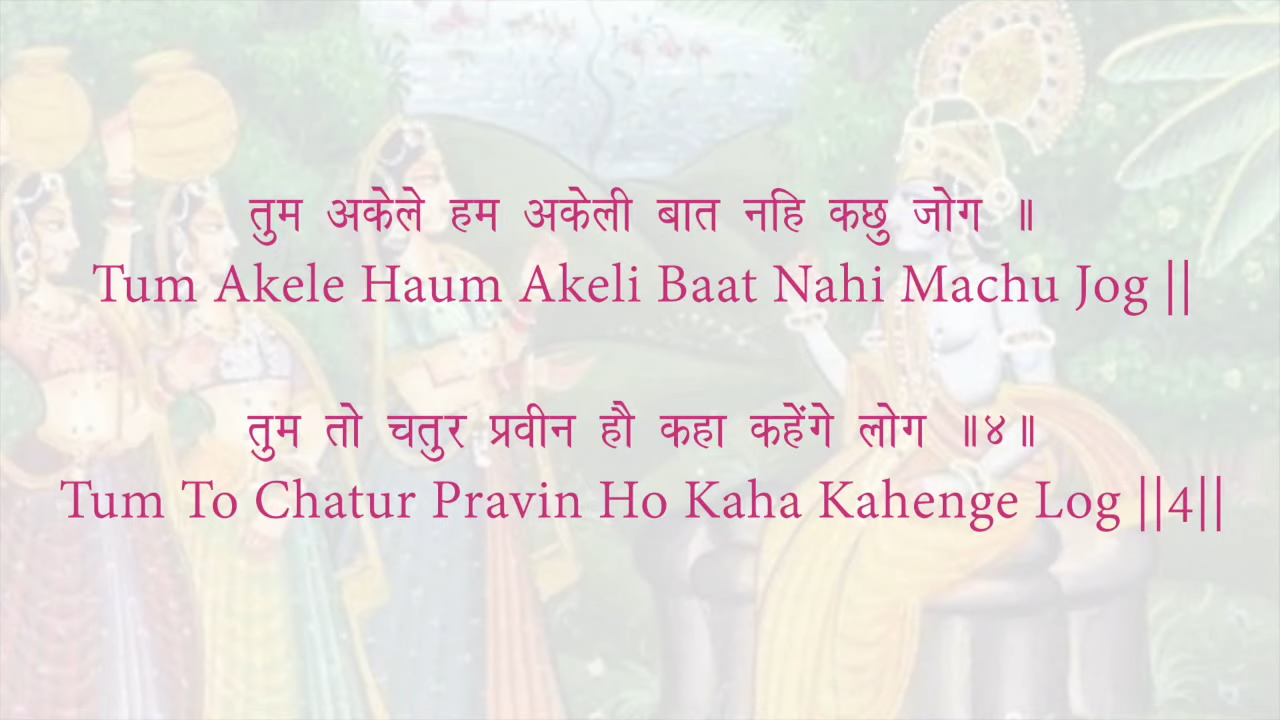 तुम अकेले हम अकेली बात नहि कछु जोग ॥
Tum Akele Haum Akeli Baat Nahi Machu Jog ||
तुम तो चतुर प्रवीन हौ कहा कहेंगे लोग ॥४॥
Tum To Chatur Pravin Ho Kaha Kahenge Log ||4||